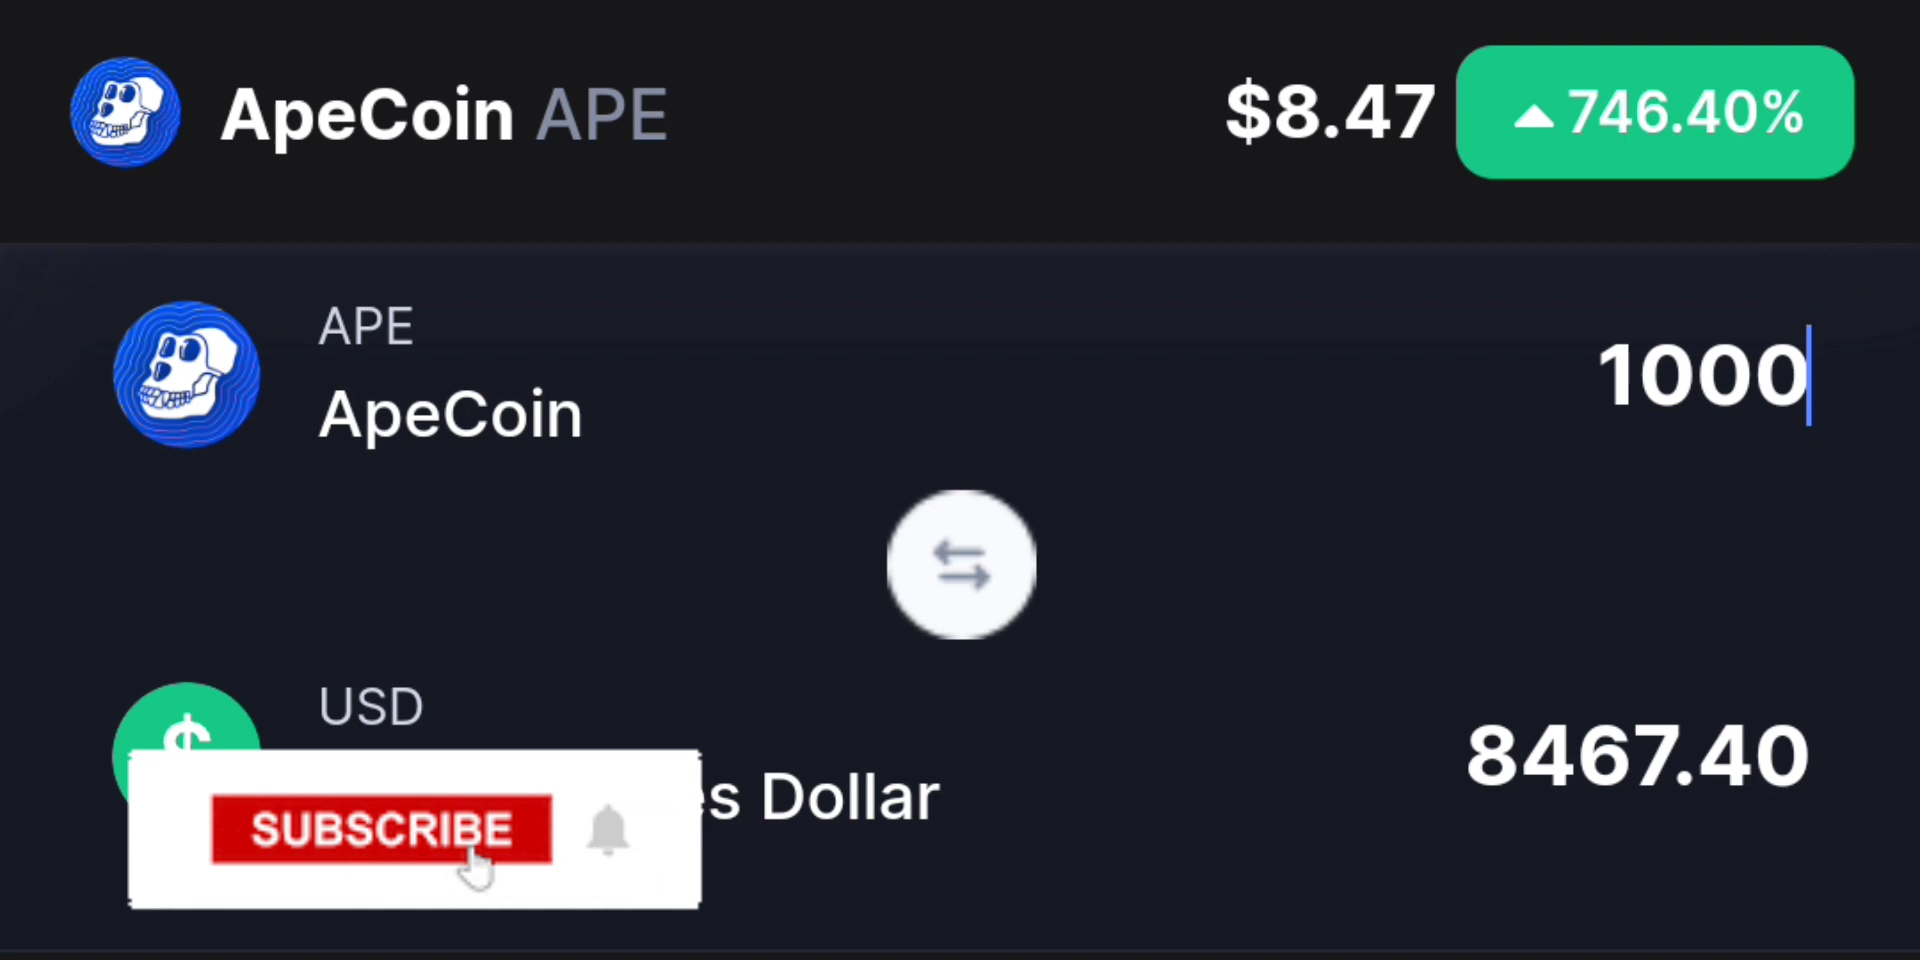 ApeCoin APE
$8.47 746.40%
APE
ApeCoin
1000
USD
Dollar
8467.40
SUBSCRIBE